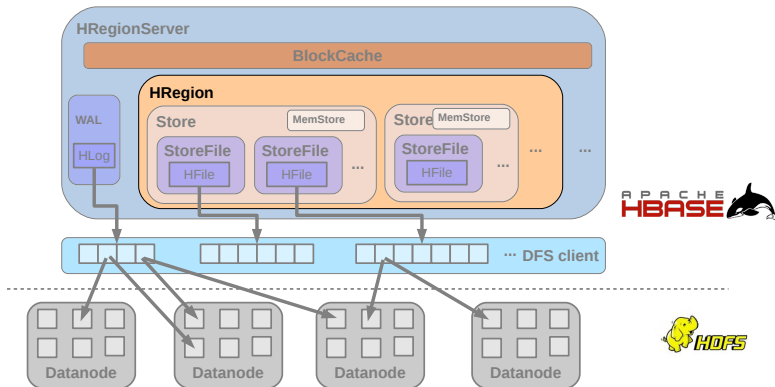 HRegionServer
BlockCache
HRegion
WAL
HLog
Store
MemStore
StoreFile
HFile
StoreFile
HFile
...
Store
MemStore
StoreFile
HFile
...
...
...
APACHE
HBASE
... DFS client
Datanode
Datanode
Datanode
Datanode
HDFS